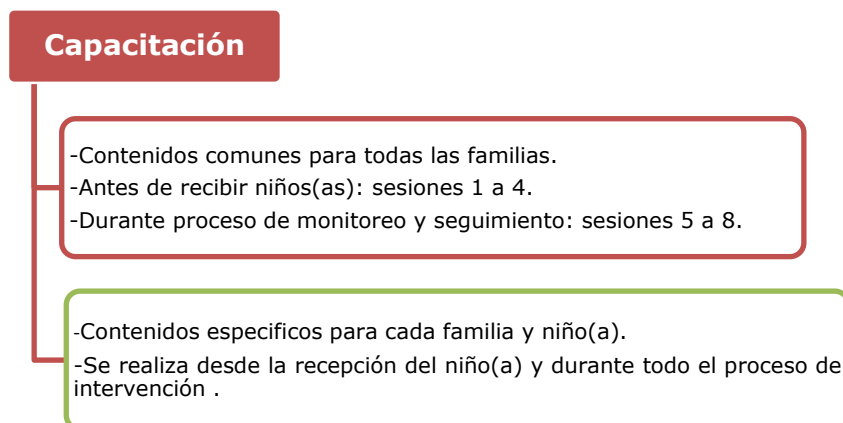 Capacitación
-Contenidos comunes para todas las familias.
-Antes de recibir niños(as): sesiones 1 a 4.
-Durante proceso de monitoreo y seguimiento: sesiones 5 a 8.
-Contenidos especificos para cada familia y niño(a).
-Se realiza desde la recepción del niño(a) y durante todo el proceso de
intervención .